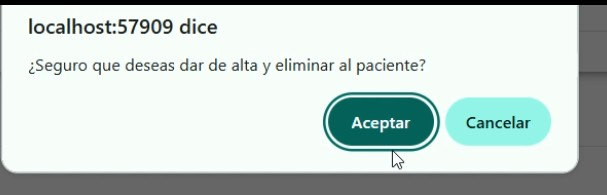 localhost:57909 dice
¿Seguro que deseas dar de alta y eliminar al paciente?
Aceptar
Cancelar